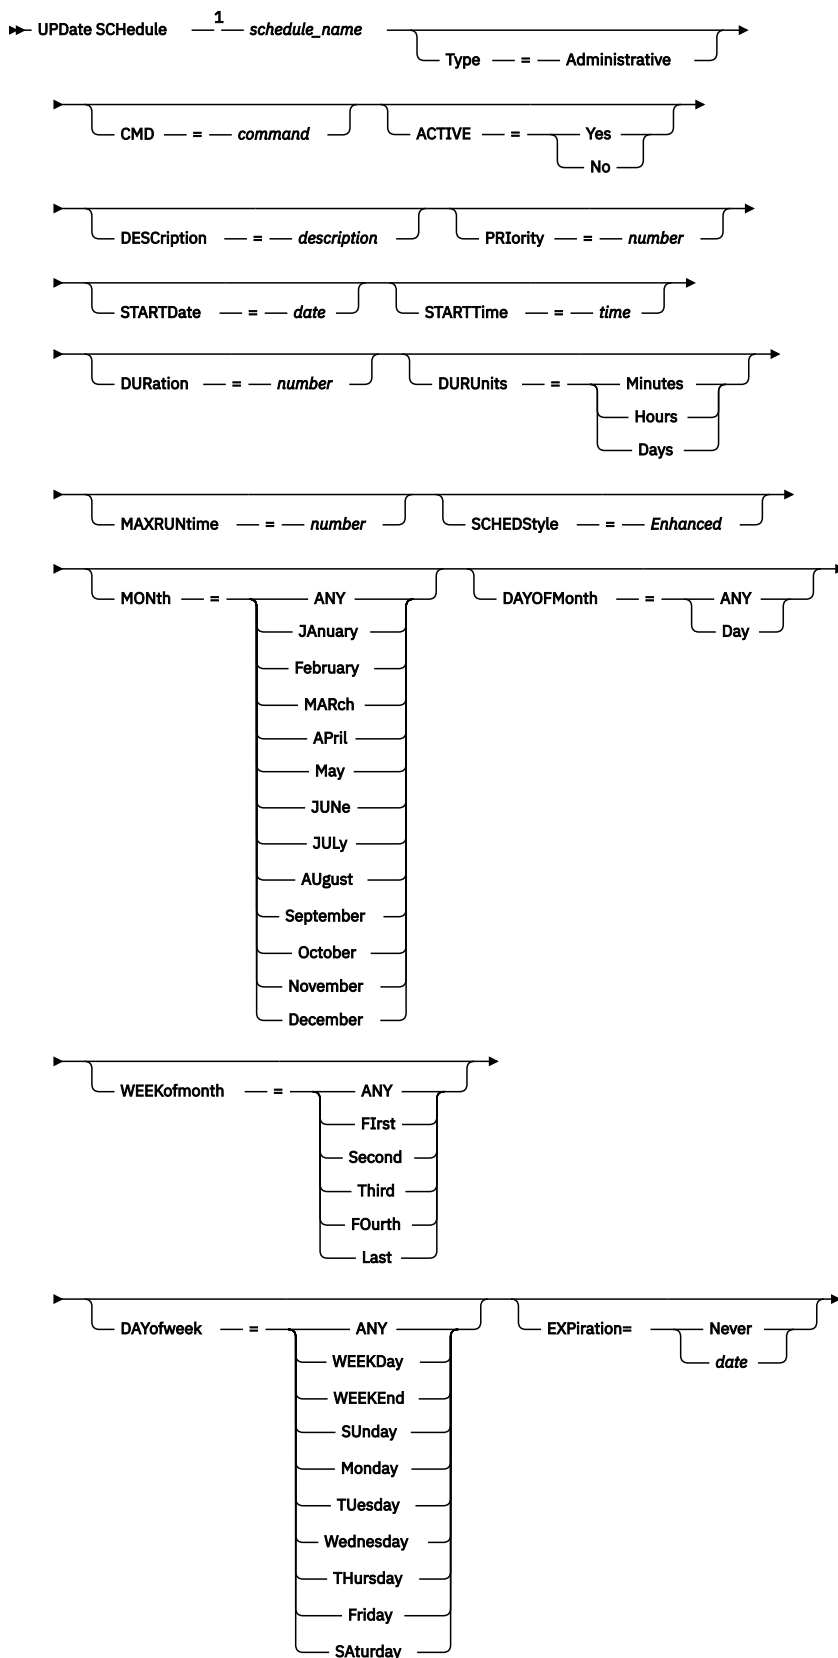 UPDate SCHedule 1 schedule_name
Type = Administrative
CMD = command ACTIVE = Yes
No
DESCription = description PRIority = number
STARTDate = date STARTTime = time
DURation = number DURUnits = Minutes
Hours
Days
MAXRUNtime = number SCHEDStyle = Enhanced
MONth = ANY DAYOFMonth = ANY
JAnuary Day
February
MARch
APril
May
JUNe
JULy
AUgust
September
October
November
December
WEEKofmonth = ANY
FIrst
Second
Third
FOurth
Last
DAYofweek = ANY EXPiration= Never
WEEKDay date
WEEKEnd
SUnday
Monday
TUesday
Wednesday
THursday
Friday
SAturday